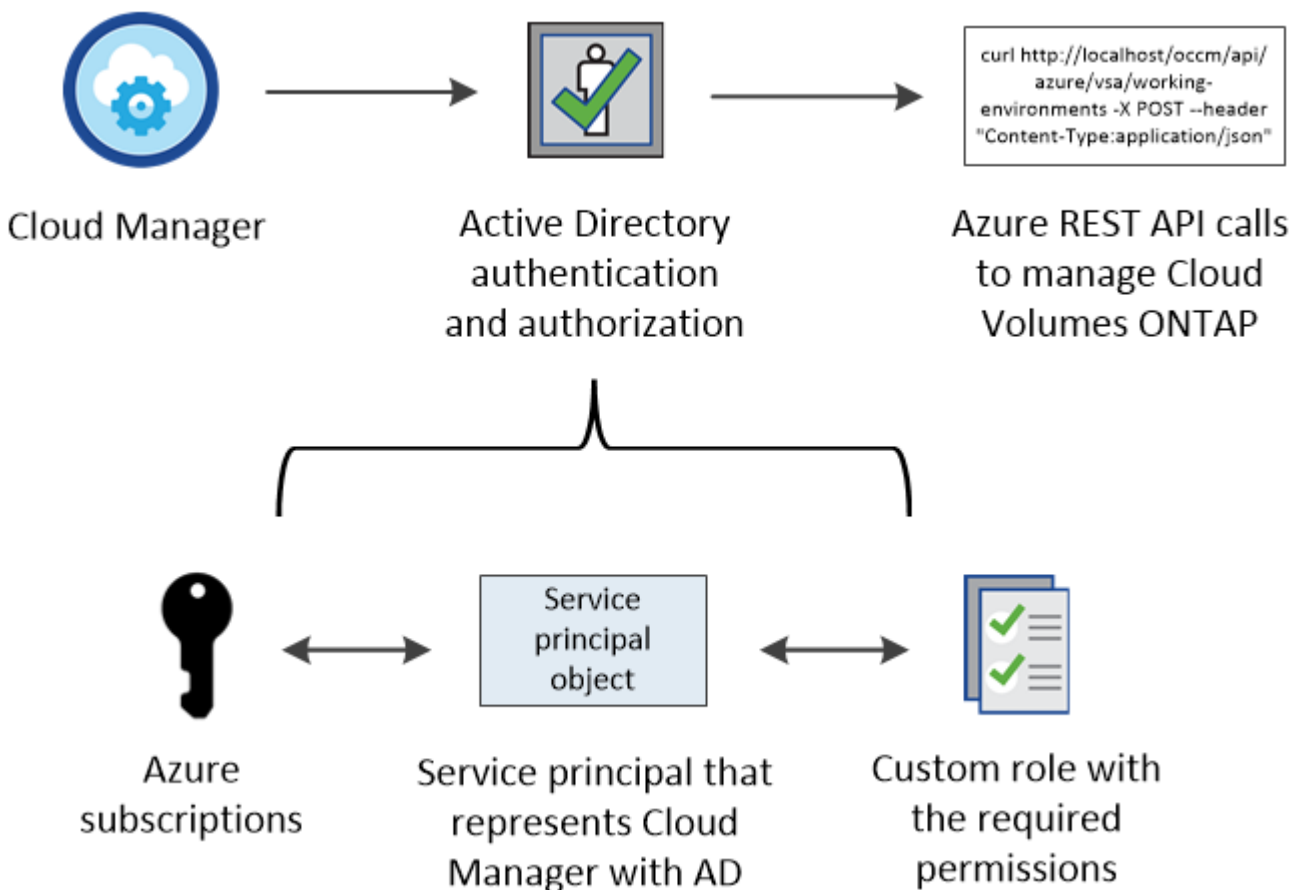 curl http://localhost/occm/api/
azure/vsa/working-
environments -X POST --header
"Content-Type:application/json"
Cloud Manager
Active Directory
authentication
and authorization
Azure REST API calls
to manage Cloud
Volumes ONTAP
Service
principal
object
Azure
subscriptions
Service principal that
represents Cloud
Manager with AD
Custom role with
the required
permissions